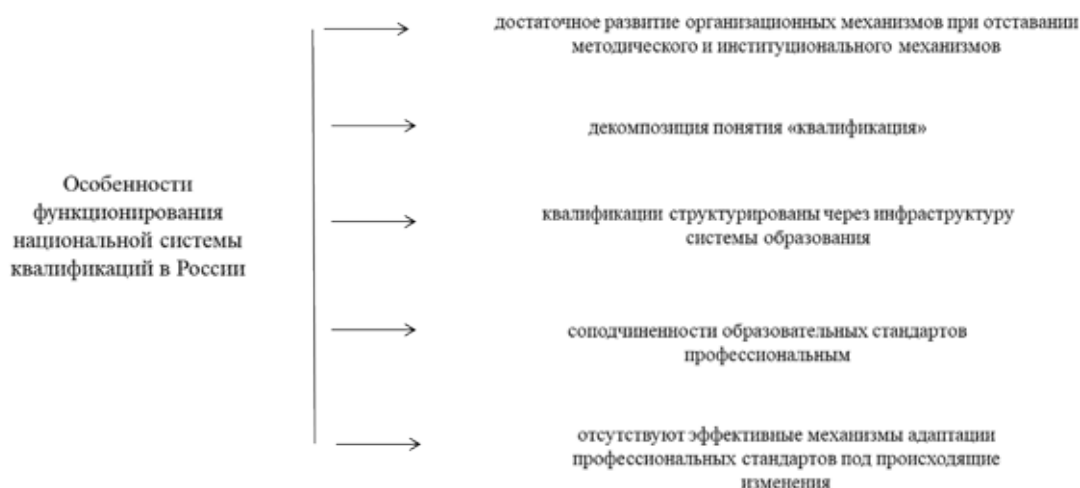 Особенности
функционирования
национальной системы
квалификаций в России
достаточное развитие организационных механизмов при отставании
методического и институционального механизмов
декомпозиция понятия «квалификация»
квалификации структурированы через инфраструктуру
системы образования
соподчиненности образовательных стандартов
профессиональным
отсутствуют эффективные механизмы адаптации
профессиональных стандартов под происходящие
изменения